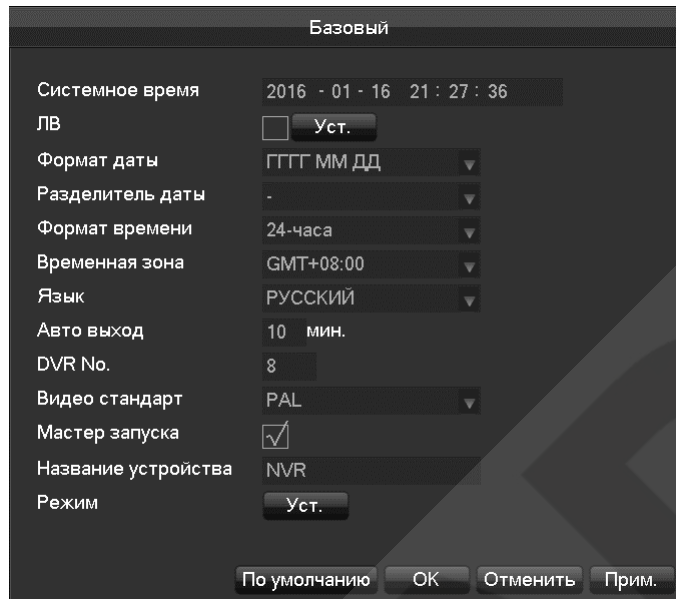 Базовый
Системное время 2016 - 01 - 16 21 : 27 : 36
ЛВ Уст.
Формат даты ГГГГ ММ ДД
Разделитель даты -
Формат времени 24-часа
Временная зона GMT+08:00
Язык РУССКИЙ
Авто выход 10 мин.
DVR No. 8
Видео стандарт PAL
Мастер запуска
Название устройства NVR
Режим Уст.
По умолчанию OK Отменить Прим.